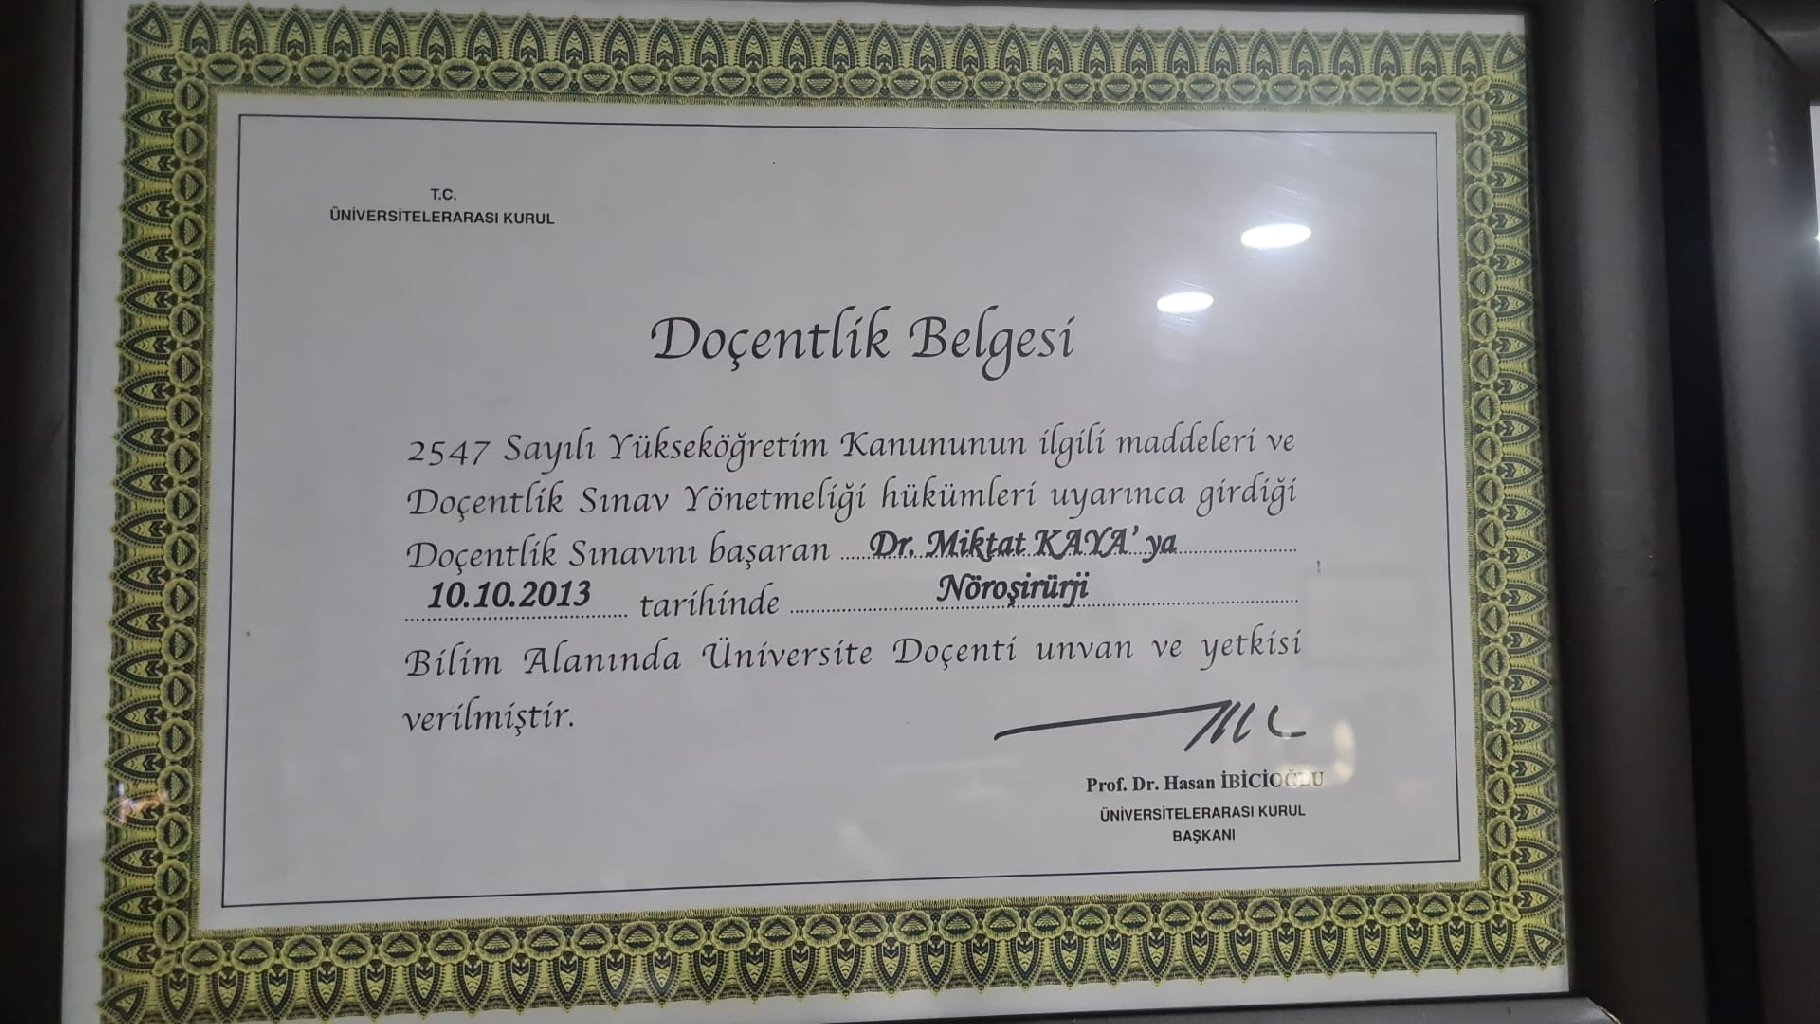 T.C.
ÜNİVERSİTELERARASI KURUL
Doçentlik Belgesi
2547 Sayılı Yükseköğretim Kanununun ilgili maddeleri ve
Doçentlik Sınav Yönetmeliği hükümleri uyarınca girdiği
Doçentlik Sınavını başaran ..... Dr. Miktat KAYA'ya .....
10.10.2013 ..... tarihinde ..... Nöroşirürji .....
Bilim Alanında Üniversite Doçenti unvan ve yetkisi
verilmiştir.
Prof. Dr. Hasan İBİCİOĞLU
ÜNİVERSİTELERARASI KURUL
BAŞKANI